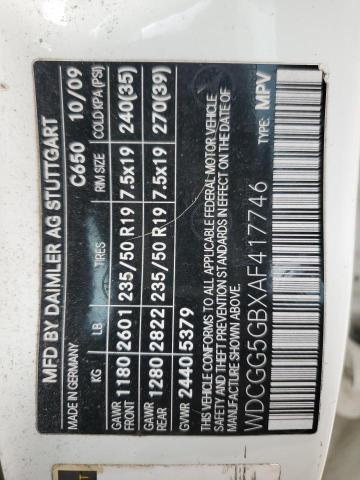 MFD BY DAIMLER AG STUTTGART
MADE IN GERMANY C650 10/09
KG LB TIRES RIM SIZE COLD KPA (PSI)
GAWR FRONT 1180 2601 235/50 R19 7.5x19 240(35)
GAWR REAR 1280 2822 235/50 R19 7.5x19 270(39)
GVWR 2440 5379
THIS VEHICLE CONFORMS TO ALL APPLICABLE FEDERAL-MOTOR VEHICLE
SAFETY AND THEFT PREVENTION STANDARDS IN EFFECT ON THE DATE OF
MANUFACTURE SHOWN ABOVE.
TYPE: MPV
WDCGG5GBXAF417746